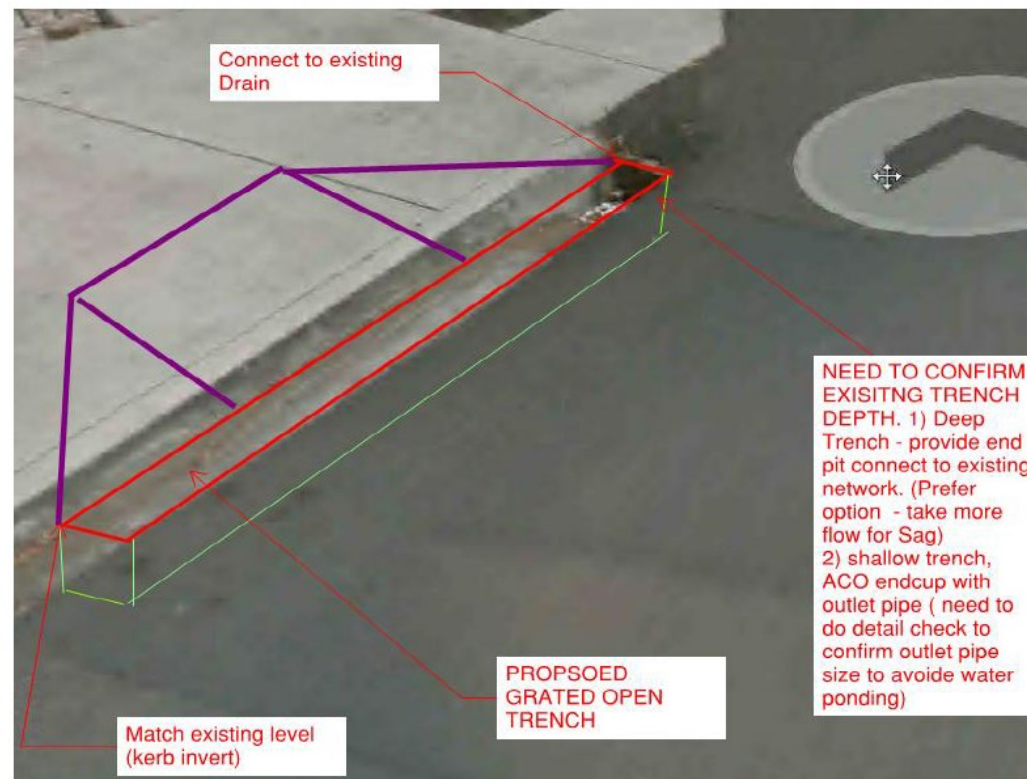 Connect to existing
Drain
NEED TO CONFIRM
EXISITNG TRENCH
DEPTH. 1) Deep
Trench - provide end
pit connect to existing
network. (Prefer
option - take more
flow for Sag)
2) shallow trench,
ACO endcup with
outlet pipe ( need to
do detail check to
confirm outlet pipe
size to avoide water
ponding)
PROPSOED
GRATED OPEN
TRENCH
Match existing level
(kerb invert)